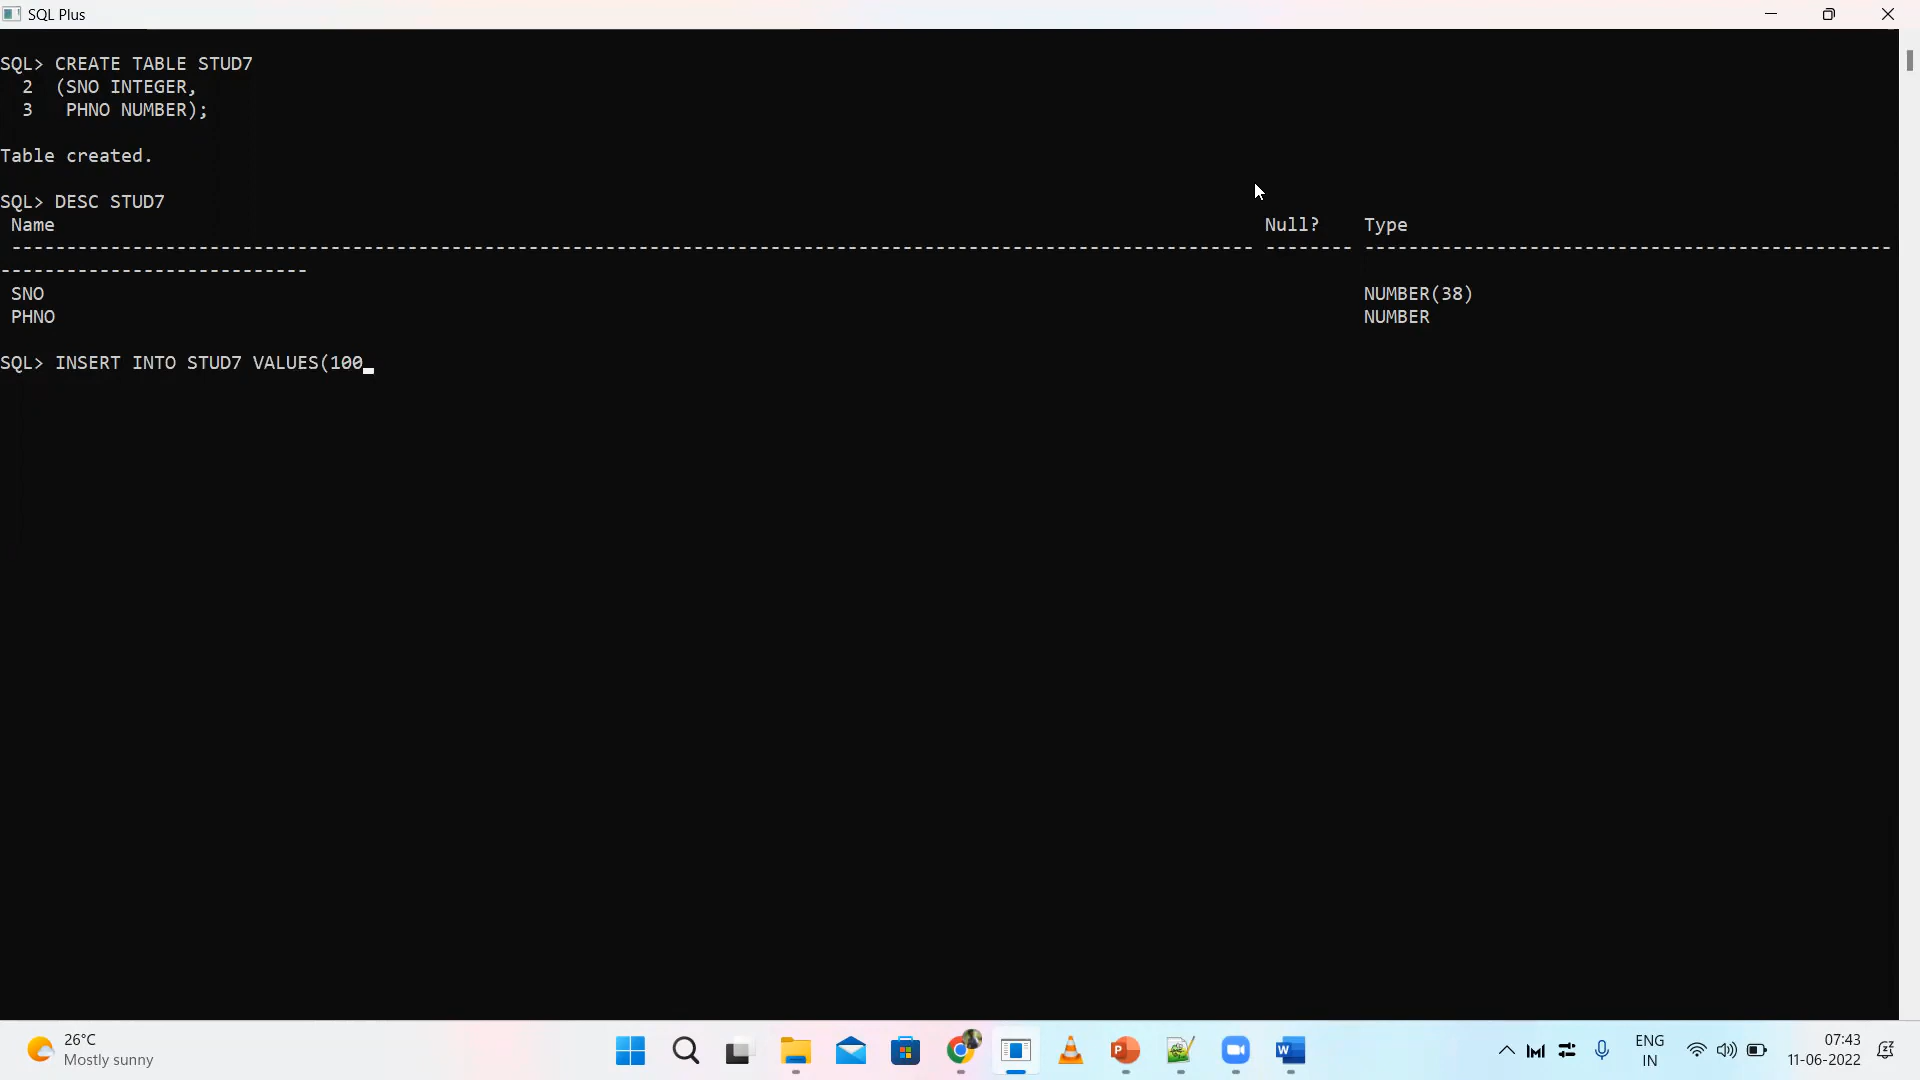 SQL Plus
SQL> CREATE TABLE STUD7
  2  (SNO INTEGER,
  3   PHNO NUMBER);
Table created.
SQL> DESC STUD7
 Name                                                                                                              Null?    Type
 ----------------------------------------------------------------------------------------------------------------- -------- ------------------------------------------------
----------------------------
 SNO                                                                                                                        NUMBER(38)
 PHNO                                                                                                                       NUMBER
SQL> INSERT INTO STUD7 VALUES(100_
26°C
Mostly sunny
ENG
IN
07:43
11-06-2022